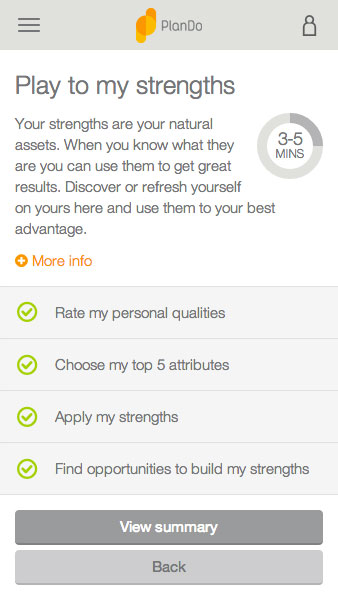 PlanDo
Play to my strengths
Your strengths are your natural
assets. When you know what they
are you can use them to get great
results. Discover or refresh yourself
on yours here and use them to your best
advantage.
3-5
MINS
More info
Rate my personal qualities
Choose my top 5 attributes
Apply my strengths
Find opportunities to build my strengths
View summary
Back